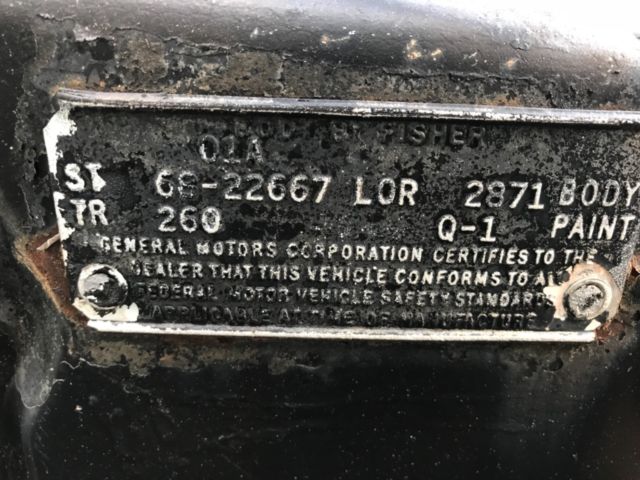 BODY BY FISHER
01A
ST 68-22667 LOR 2871 BODY
TR 260 Q-1 PAINT
GENERAL MOTORS CORPORATION CERTIFIES TO THE
DEALER THAT THIS VEHICLE CONFORMS TO
FEDERAL MOTOR VEHICLE SAFETY STANDARDS
APPLICABLE AT TIME OF MANUFACTURE